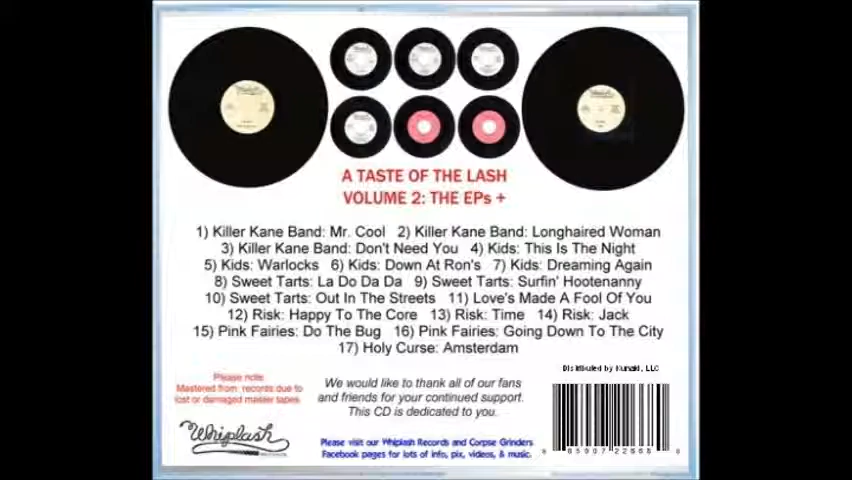 A TASTE OF THE LASH
VOLUME 2: THE EPs +
1) Killer Kane Band: Mr. Cool 2) Killer Kane Band: Longhaired Woman
3) Killer Kane Band: Don't Need You 4) Kids: This Is The Night
5) Kids: Warlocks 6) Kids: Down At Ron's 7) Kids: Dreaming Again
8) Sweet Tarts: La Do Da Da 9) Sweet Tarts: Surfin' Hootenanny
10) Sweet Tarts: Out In The Streets 11) Love's Made A Fool Of You
12) Risk: Happy To The Core 13) Risk: Time 14) Risk: Jack
15) Pink Fairies: Do The Bug 16) Pink Fairies: Going Down To The City
17) Holy Curse: Amsterdam
Please note:
Mastered from records due to
lost or damaged master tapes.
Whiplash
We would like to thank all of our fans
and friends for your continued support.
This CD is dedicated to you.
Please visit our Whiplash Records and Corpse Grinders
Facebook pages for lots of info, pix, videos, & music.
Distributed by Kunaki, LLC